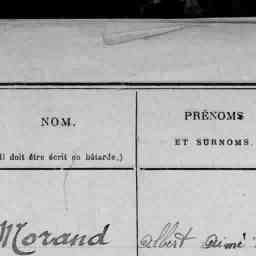 NOM.
PRÉNOMS
ET SURNOMS.
il doit être écrit en bâtarde.)
Morand
Albert Aimé